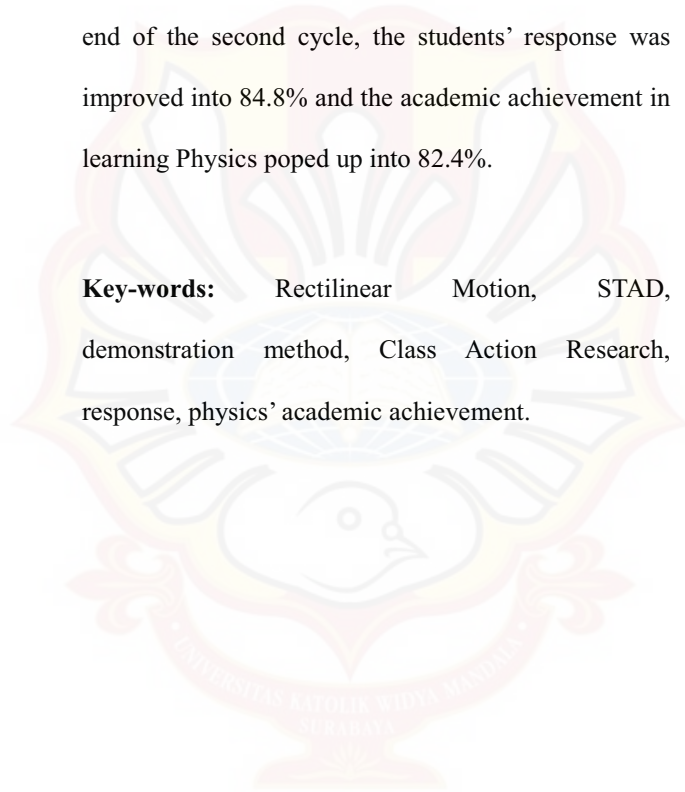 end of the second cycle, the students’ response was
improved into 84.8% and the academic achievement in
learning Physics poped up into 82.4%.
Key-words: Rectilinear Motion, STAD,
demonstration method, Class Action Research,
response, physics’ academic achievement.
UNIVERSITAS KATOLIK WIDYA MANDALA
SURABAYA